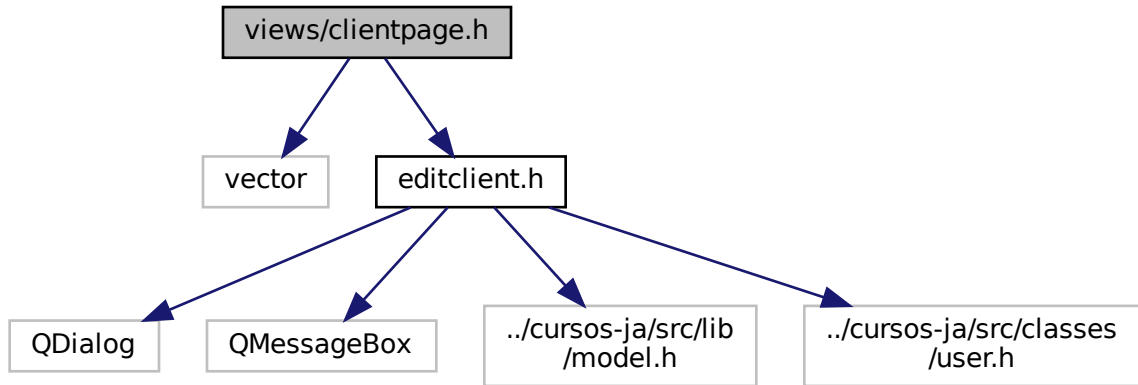 views/clientpage.h
vector
editclient.h
QDialog
QMessageBox
../cursos-ja/src/lib
/model.h
../cursos-ja/src/classes
/user.h